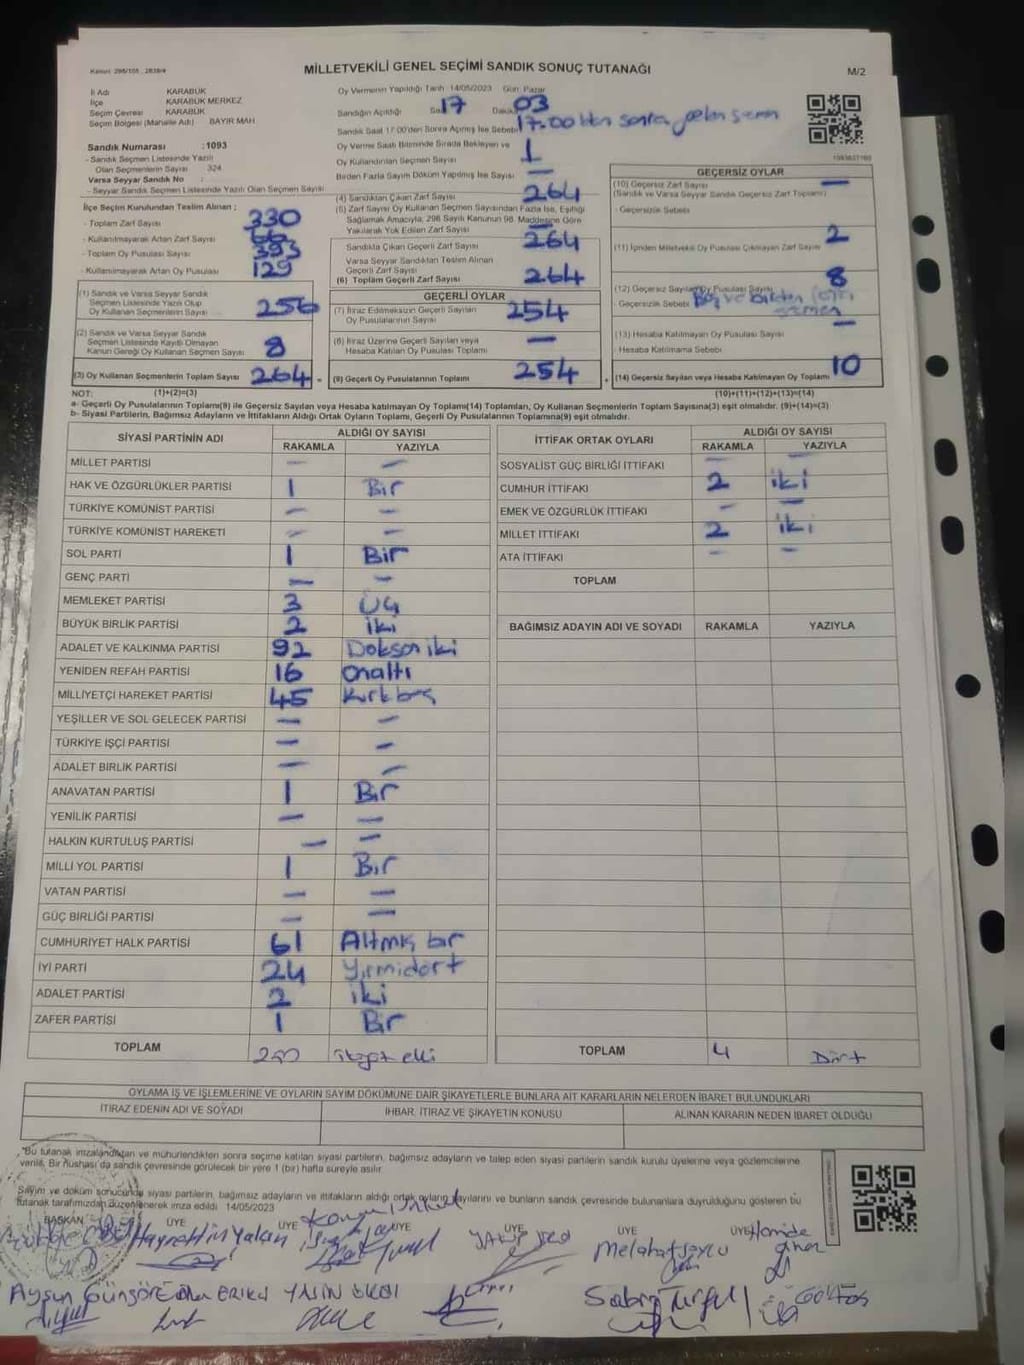 Kanun: 298/105 , 2839/4
MİLLETVEKİLİ GENEL SEÇİMİ SANDIK SONUÇ TUTANAĞI
M/2
İl Adı KARABÜK
İlçe KARABÜK MERKEZ
Seçim Çevresi KARABÜK
Seçim Bölgesi (Mahalle Adı) BAYIR MAH
Oy Vermenin Yapıldığı Tarih 14/05/2023 Gün: Pazar
Sandığın Açıldığı Saat 17 Dakika 03
Sandık Saat 17:00'den Sonra Açılmış İse Sebebi 17.00 den sonra gelen seçmen
Sandık Numarası : 1093
- Sandık Seçmen Listesinde Yazılı
Olan Seçmenlerin Sayısı 324
Varsa Seyyar Sandık No :
- Seyyar Sandık Seçmen Listesinde Yazılı Olan Seçmen Sayısı
Oy Verme Saati Bitiminde Sırada Bekleyen ve
Oy Kullandırılan Seçmen Sayısı 1
Birden Fazla Sayım Döküm Yapılmış İse Sayısı —
İlçe Seçim Kurulundan Teslim Alınan ;
- Toplam Zarf Sayısı 330
- Kullanılmayarak Artan Zarf Sayısı 66
- Toplam Oy Pusulası Sayısı 393
- Kullanılmayarak Artan Oy Pusulası 129
(4) Sandıktan Çıkan Zarf Sayısı 264
(5) Zarf Sayısı Oy Kullanan Seçmen Sayısından Fazla İse, Eşitliği
Sağlamak Amacıyla, 298 Sayılı Kanunun 98. Maddesine Göre
Yakılarak Yok Edilen Zarf Sayısı —
Sandıkta Çıkan Geçerli Zarf Sayısı 264
Varsa Seyyar Sandıktan Teslim Alınan
Geçerli Zarf Sayısı
(6) Toplam Geçerli Zarf Sayısı 264
GEÇERSİZ OYLAR
(10) Geçersiz Zarf Sayısı —
(Sandık ve Varsa Seyyar Sandık Geçersiz Zarf Toplamı)
- Geçersizlik Sebebi
(11) İçinden Milletvekili Oy Pusulası Çıkmayan Zarf Sayısı 2
(12) Geçersiz Sayılan Oy Pusulası Sayısı 8
- Geçersizlik Sebebi Boş ve birden seçmen
(13) Hesaba Katılmayan Oy Pusulası Sayısı —
- Hesaba Katılmama Sebebi
(14) Geçersiz Sayılan veya Hesaba Katılmayan Oy Toplamı 10
(10)+(11)+(12)+(13)=(14)
(1) Sandık ve Varsa Seyyar Sandık
Seçmen Listesinde Yazılı Olup
Oy Kullanan Seçmenlerin Sayısı 256
(2) Sandık ve Varsa Seyyar Sandık
Seçmen Listesinde Kayıtlı Olmayan
Kanun Gereği Oy Kullanan Seçmen Sayısı 8
(3) Oy Kullanan Seçmenlerin Toplam Sayısı 264
GEÇERLİ OYLAR
(7) İtiraz Edilmeksizin Geçerli Sayılan
Oy Pusulalarının Sayısı 254
(8) İtiraz Üzerine Geçerli Sayılan veya
Hesaba Katılan Oy Pusulası Toplamı —
(9) Geçerli Oy Pusulalarının Toplamı 254
NOT: (1)+(2)=(3)
a- Geçerli Oy Pusulaları Toplamı(9) ile Geçersiz Sayılan veya Hesaba katılmayan Oy Toplamı(14) Toplamları, Oy Kullanan Seçmenlerin Toplam Sayısına(3) eşit olmalıdır. (9)+(14)=(3)
b- Siyasi Partilerin, Bağımsız Adayların ve İttifakların Aldığı Ortak Oyların Toplamı, Geçerli Oy Pusulalarının Toplamına(9) eşit olmalıdır.
SİYASİ PARTİNİN ADI ALDIĞI OY SAYISI
RAKAMLA YAZIYLA
MİLLET PARTİSİ — —
HAK VE ÖZGÜRLÜKLER PARTİSİ 1 Bir
TÜRKİYE KOMÜNİST PARTİSİ — —
TÜRKİYE KOMÜNİST HAREKETİ — —
SOL PARTİ 1 Bir
GENÇ PARTİ — —
MEMLEKET PARTİSİ 3 Üç
BÜYÜK BİRLİK PARTİSİ 2 iki
ADALET VE KALKINMA PARTİSİ 92 Doksan iki
YENİDEN REFAH PARTİSİ 16 onaltı
MİLLİYETÇİ HAREKET PARTİSİ 45 Kırk beş
YEŞİLLER VE SOL GELECEK PARTİSİ — —
TÜRKİYE İŞÇİ PARTİSİ — —
ADALET BİRLİK PARTİSİ — —
ANAVATAN PARTİSİ 1 Bir
YENİLİK PARTİSİ — —
HALKIN KURTULUŞ PARTİSİ — —
MİLLİ YOL PARTİSİ 1 Bir
VATAN PARTİSİ — —
GÜÇ BİRLİĞİ PARTİSİ — —
CUMHURİYET HALK PARTİSİ 61 Altmış bir
İYİ PARTİ 24 Yirmidört
ADALET PARTİSİ 2 iki
ZAFER PARTİSİ 1 Bir
TOPLAM 250 ikiyüz elli
İTTİFAK ORTAK OYLARI ALDIĞI OY SAYISI
RAKAMLA YAZIYLA
SOSYALİST GÜÇ BİRLİĞİ İTTİFAKI — —
CUMHUR İTTİFAKI 2 iki
EMEK VE ÖZGÜRLÜK İTTİFAKI — —
MİLLET İTTİFAKI 2 iki
ATA İTTİFAKI — —
TOPLAM
BAĞIMSIZ ADAYIN ADI VE SOYADI RAKAMLA YAZIYLA
TOPLAM 4 Dört
OYLAMA İŞ VE İŞLEMLERİNE VE OYLARIN SAYIM DÖKÜMÜNE DAİR ŞİKAYETLERLE BUNLARA AİT KARARLARIN NELERDEN İBARET BULUNDUKLARI
İTİRAZ EDENİN ADI VE SOYADI İHBAR, İTİRAZ VE ŞİKAYETİN KONUSU ALINAN KARARIN NEDEN İBARET OLDUĞU
"Bu tutanak imzalandıktan ve mühürlendikten sonra seçime katılan siyasi partilerin, bağımsız adayların ve talep eden siyasi partilerin sandık kurulu üyelerine veya gözlemcilerine
verilir. Bir nushası da sandık çevresinde görülecek bir yere 1 (bir) hafta süreyle asılır.
Sayım ve döküm sonucunda siyasi partilerin, bağımsız adayların ve ittifakların aldığı ortak oyların sayılarını ve bunların sandık çevresinde bulunanlara duyrulduğunu gösteren bu
tutanak tarafımızdan düzenlenerek imza edildi. 14/05/2023
BAŞKAN ÜYE ÜYE ÜYE ÜYE ÜYE ÜYE
Hayrettin Yalçın Melahat Soylu
Aysun Güngör YASİN